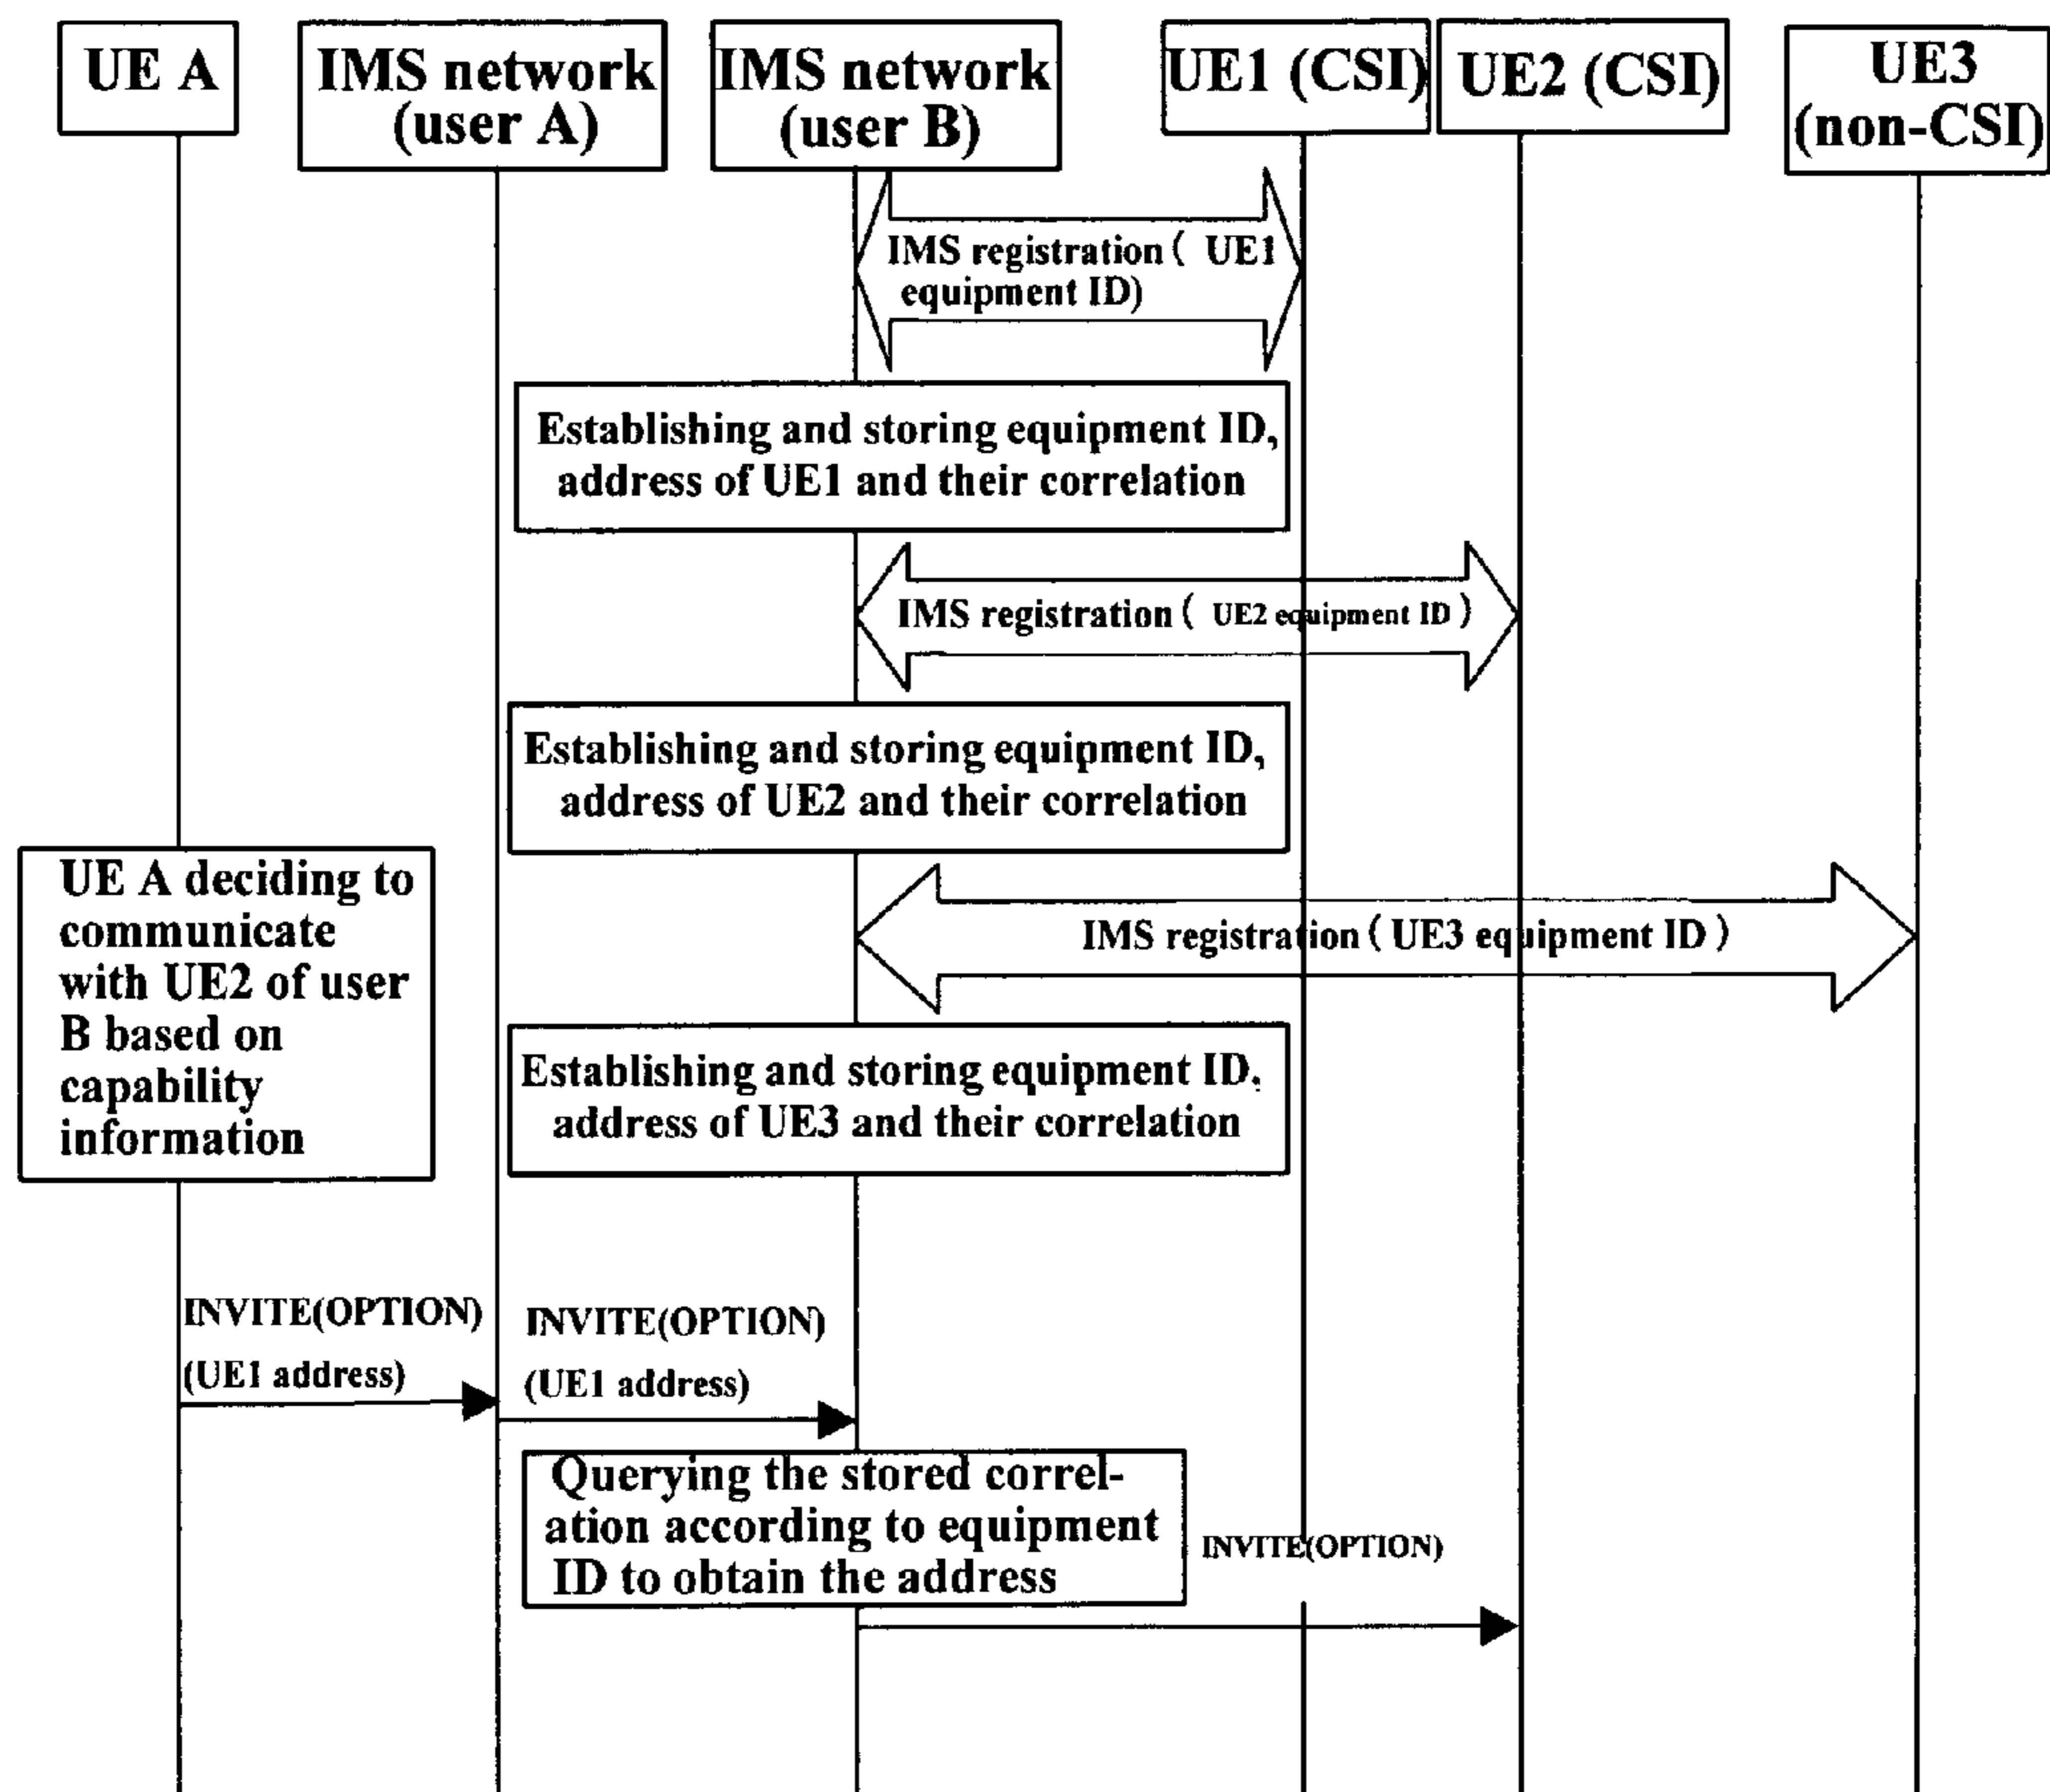 UE A
IMS network
(user A)
IMS network
(user B)
UE1 (CSI)
UE2 (CSI)
UE3
(non-CSI)
IMS registration ( UE1
equipment ID)
Establishing and storing equipment ID,
address of UE1 and their correlation
IMS registration ( UE2 equipment ID )
Establishing and storing equipment ID,
address of UE2 and their correlation
UE A deciding to
communicate
with UE2 of user
B based on
capability
information
IMS registration ( UE3 equipment ID )
Establishing and storing equipment ID,
address of UE3 and their correlation
INVITE(OPTION)
(UE1 address)
INVITE(OPTION)
(UE1 address)
Querying the stored correl-
ation according to equipment
ID to obtain the address
INVITE(OPTION)